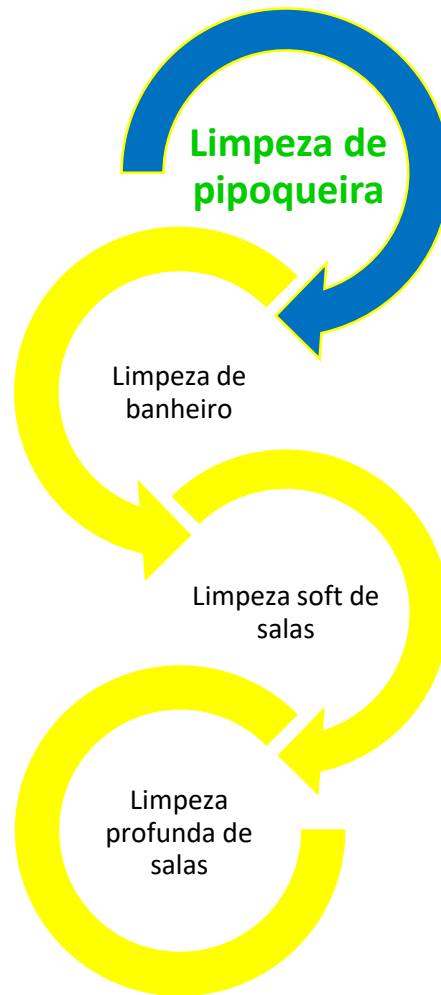 Limpeza de
pipoqueira
Limpeza de
banheiro
Limpeza soft de
salas
Limpeza
profunda de
salas